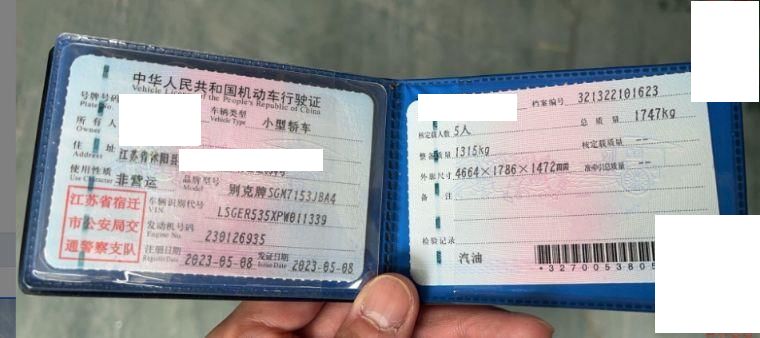 中华人民共和国机动车行驶证
Vehicle License of the People's Republic of China
号牌号码
Plate No.
车辆类型
Vehicle Type
小型轿车
所有人
Owner
住址
Address
江苏省沭阳县
使用性质
Use Character
非营运
品牌型号
Model
别克牌SGM7153JBA4
江苏省宿迁
市公安局交
通警察支队
车辆识别代号
VIN
LSGER535XPW011339
发动机号码
Engine No.
230126935
注册日期
Register Date
2023-05-08
发证日期
Issue Date
2023-05-08
档案编号 321322101623
核定载人数 5人
总质量 1747kg
整备质量 1315kg
核定载质量 --
外廓尺寸 4664×1786×1472mm
准牵引总质量 --
备注
检验记录
汽油
*3270053605